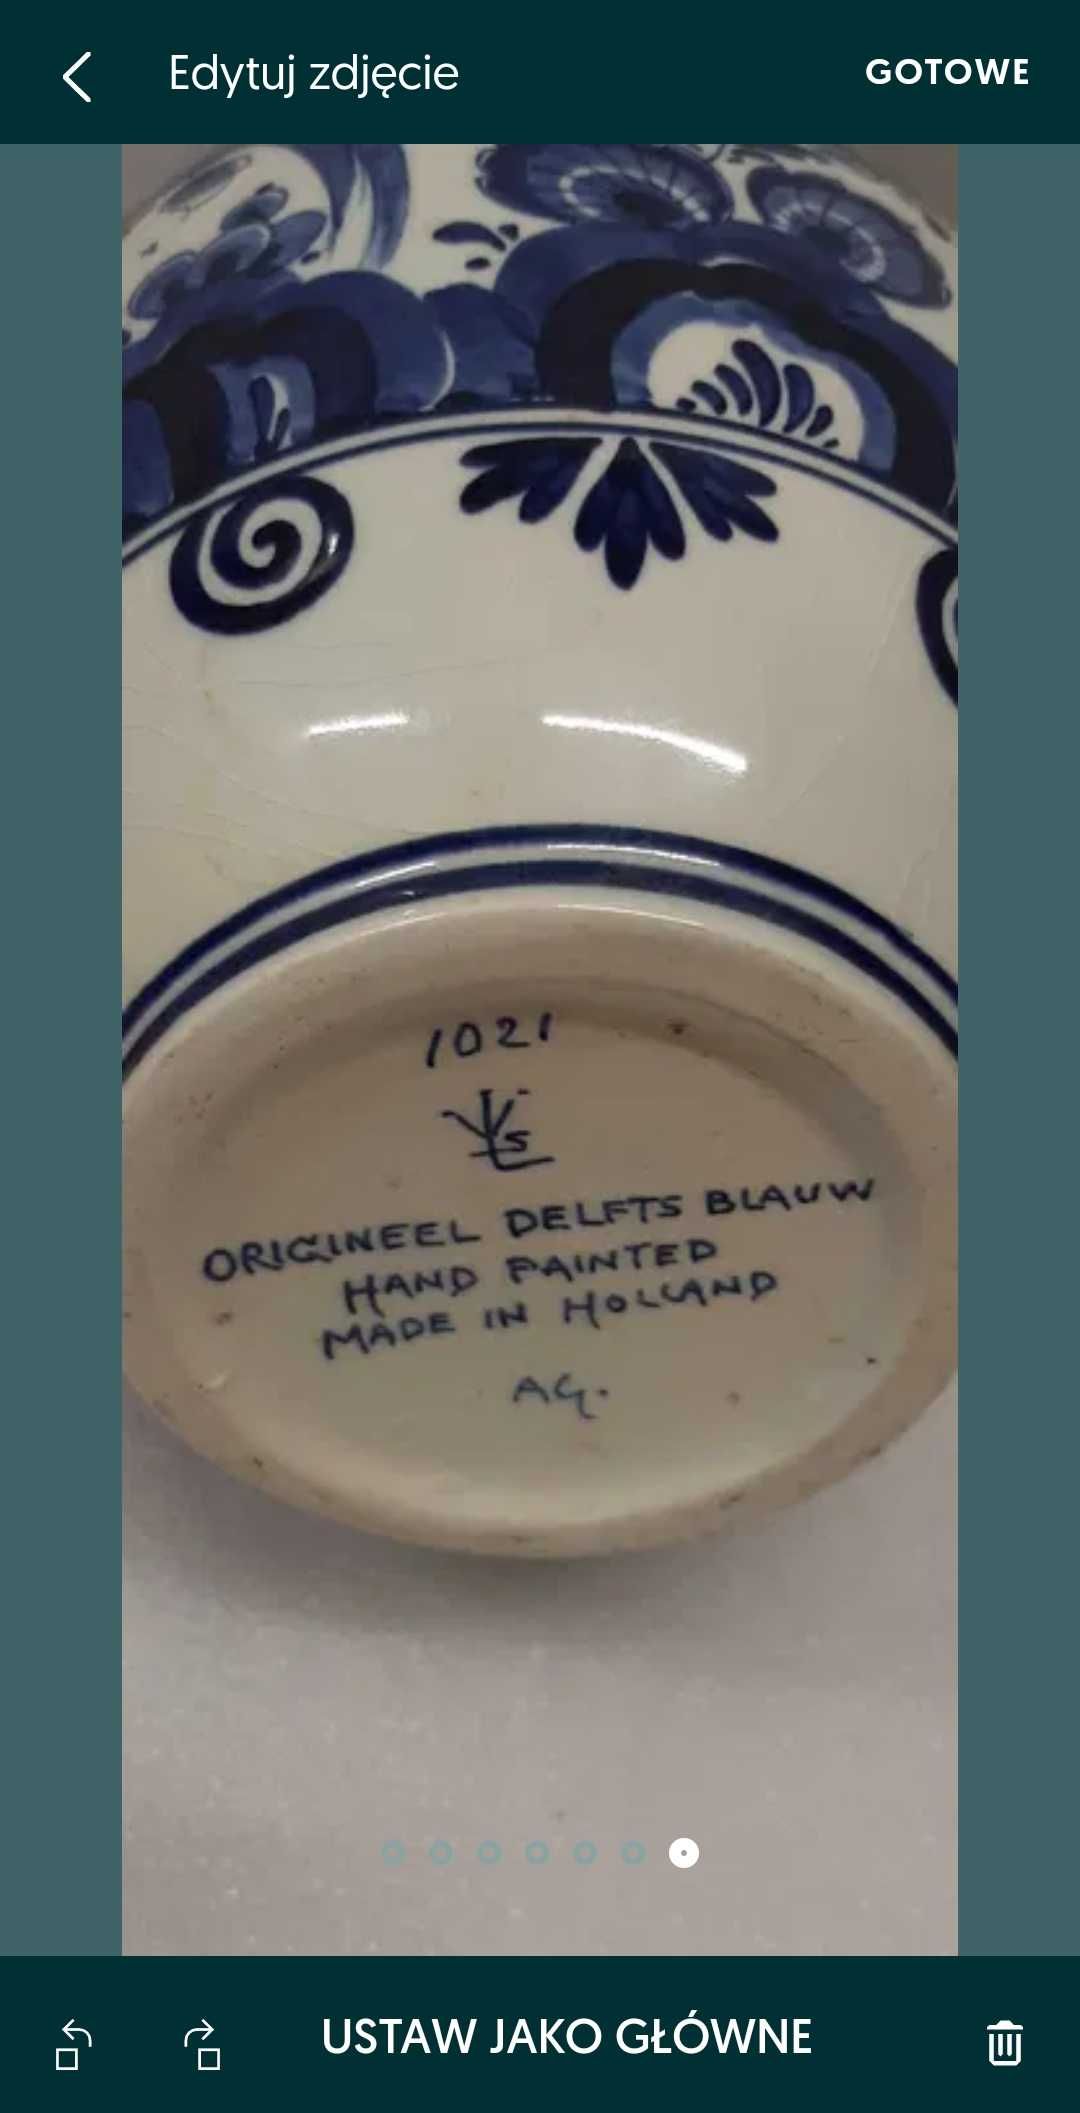 Edytuj zdjęcie
GOTOWE
1021
ORIGINEEL DELFTS BLAUW
HAND PAINTED
MADE IN HOLLAND
AG.
USTAW JAKO GŁÓWNE